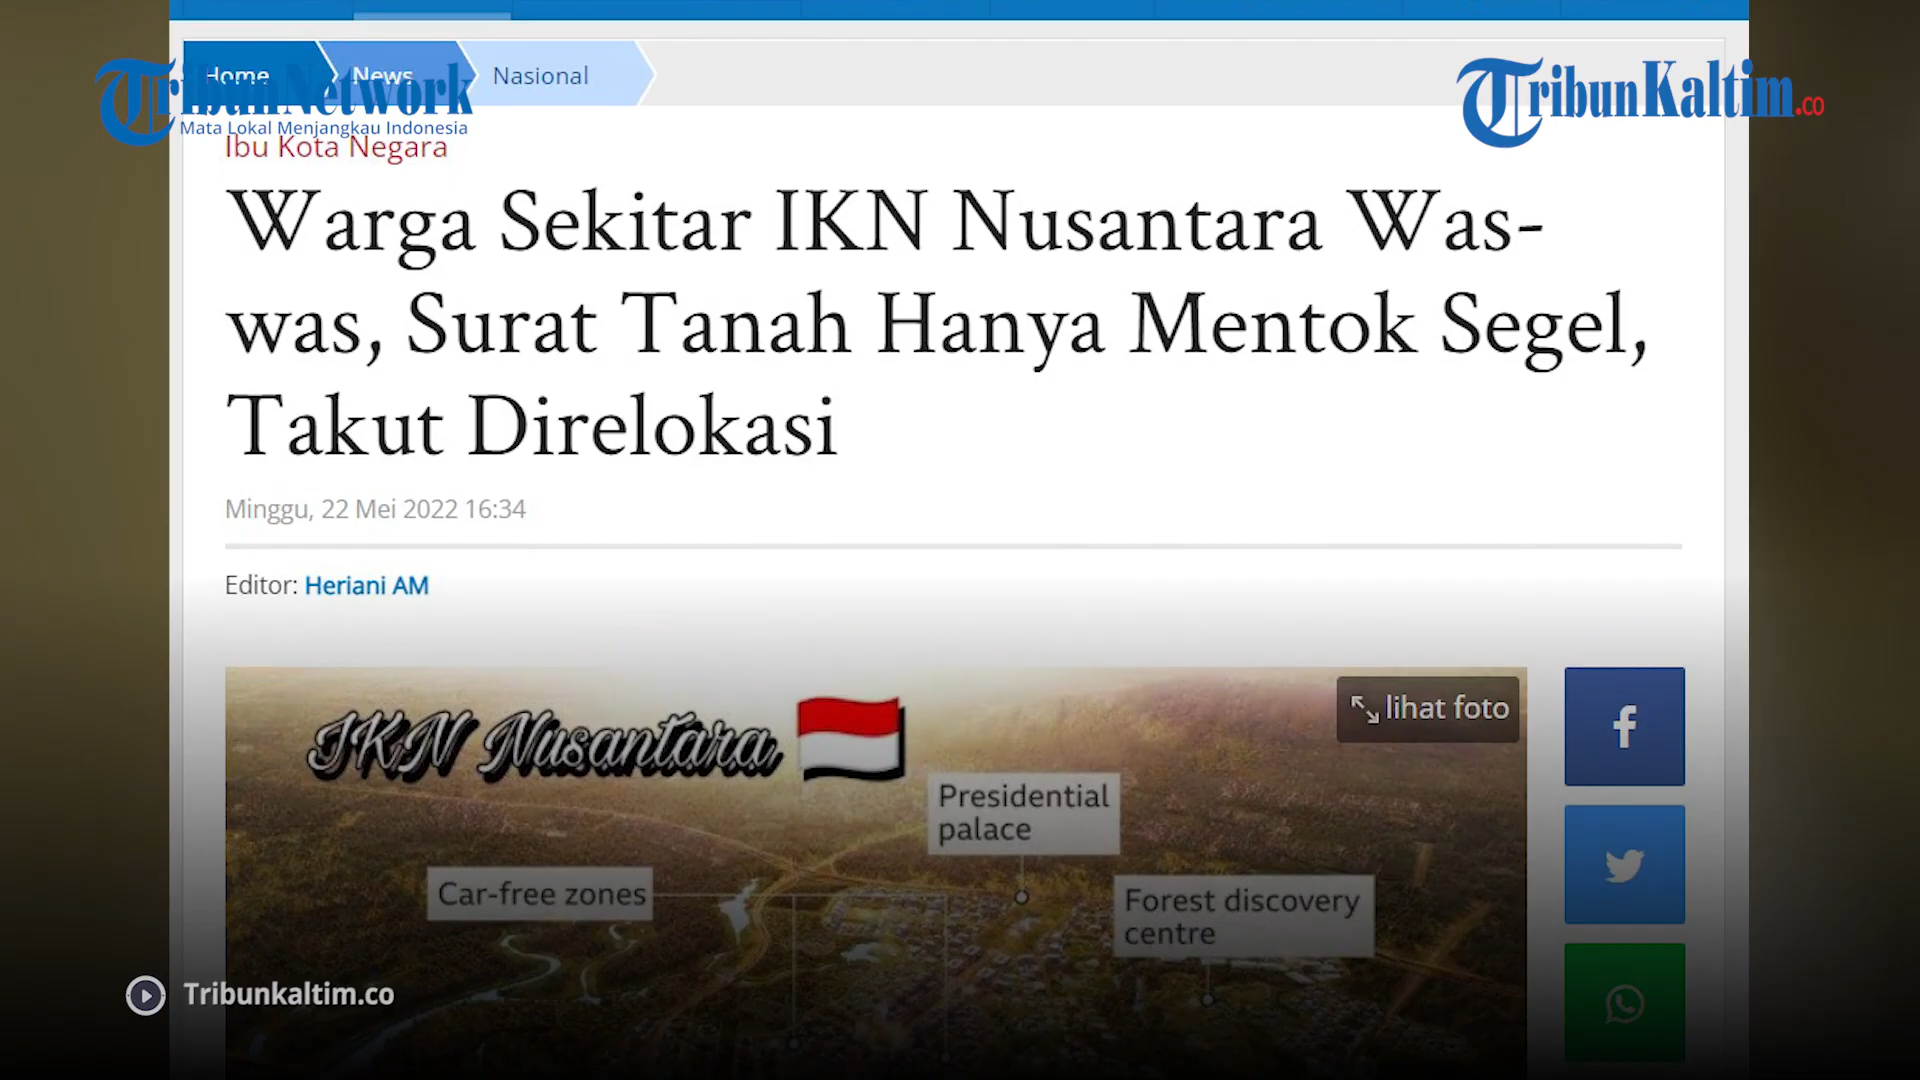 Home
News
Nasional
TribunNetwork
Mata Lokal Menjangkau Indonesia
TribunKaltim.co
Ibu Kota Negara
Warga Sekitar IKN Nusantara Was-
was, Surat Tanah Hanya Mentok Segel,
Takut Direlokasi
Minggu, 22 Mei 2022 16:34
Editor: Heriani AM
IKN Nusantara
lihat foto
Presidential
palace
Car-free zones
Forest discovery
centre
Tribunkaltim.co